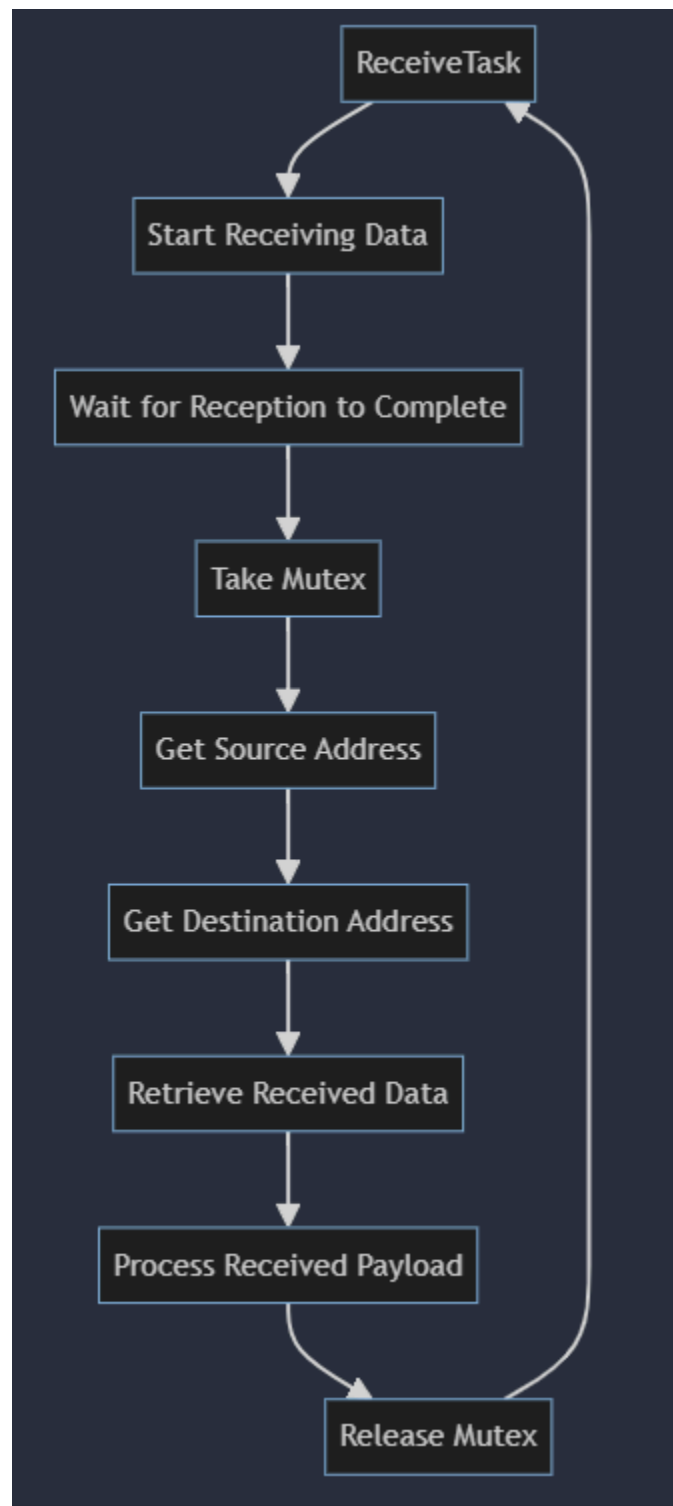 ReceiveTask
Start Receiving Data
Wait for Reception to Complete
Take Mutex
Get Source Address
Get Destination Address
Retrieve Received Data
Process Received Payload
Release Mutex